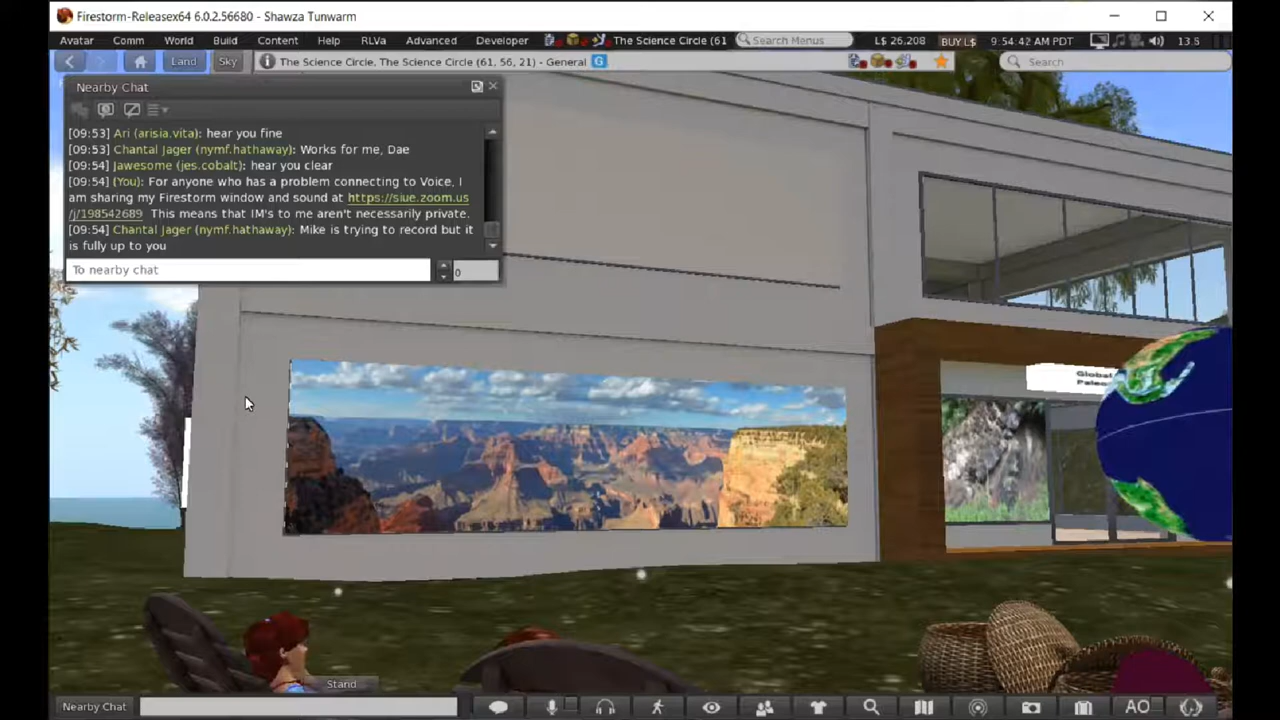 Firestorm-Releasex64 6.0.2.56680 - Shawza Tunwarm
Avatar Comm World Build Content Help RLVa Advanced Developer The Science Circle (61 Search Menus L$ 26,208 BUY L$ 9:54:42 AM PDT 13.5
Land Sky The Science Circle, The Science Circle (61, 56, 21) - General G Search
Nearby Chat
[09:53] Ari (arisia.vita): hear you fine
[09:53] Chantal Jager (nymf.hathaway): Works for me, Dae
[09:54] Jawesome (jes.cobalt): hear you clear
[09:54] (You): For anyone who has a problem connecting to Voice, I
am sharing my Firestorm window and sound at https://siue.zoom.us
/j/198542689 This means that IM's to me aren't necessarily private.
[09:54] Chantal Jager (nymf.hathaway): Mike is trying to record but it
is fully up to you
To nearby chat 0
Global
Stand
Nearby Chat AO